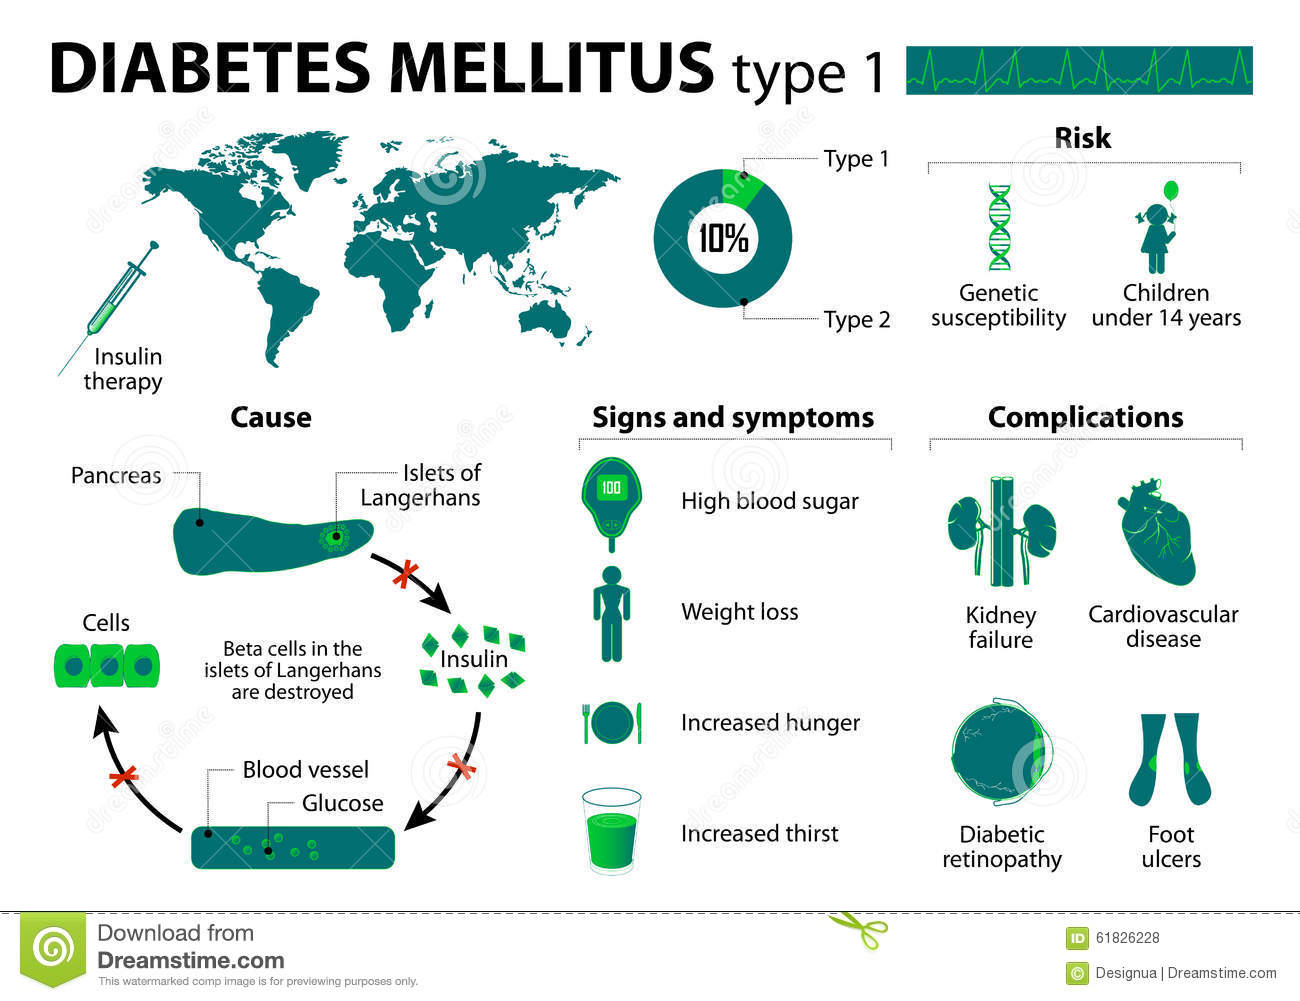 DIABETES MELLITUS type 1
Type 1
10%
Type 2
Risk
Genetic
susceptibility
Children
under 14 years
Insulin
therapy
Cause
Pancreas
Islets of
Langerhans
Cells
Beta cells in the
islets of Langerhans
are destroyed
Insulin
Blood vessel
Glucose
Signs and symptoms
100
High blood sugar
Weight loss
Increased hunger
Increased thirst
Complications
Kidney
failure
Cardiovascular
disease
Diabetic
retinopathy
Foot
ulcers
dreamstime
Download from
Dreamstime.com
This watermarked comp image is for previewing purposes only.
ID 61826228
© Designua | Dreamstime.com